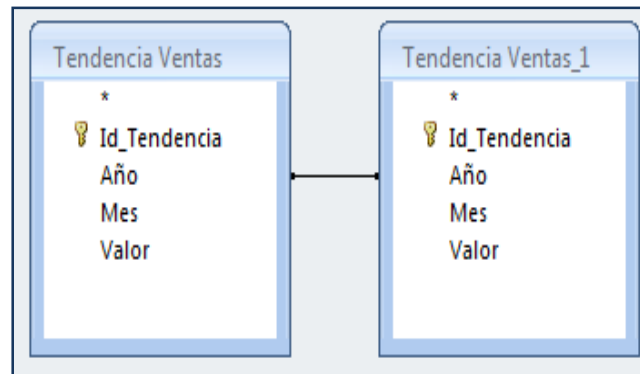 Tendencia Ventas
*
Id_Tendencia
Año
Mes
Valor
Tendencia Ventas_1
*
Id_Tendencia
Año
Mes
Valor